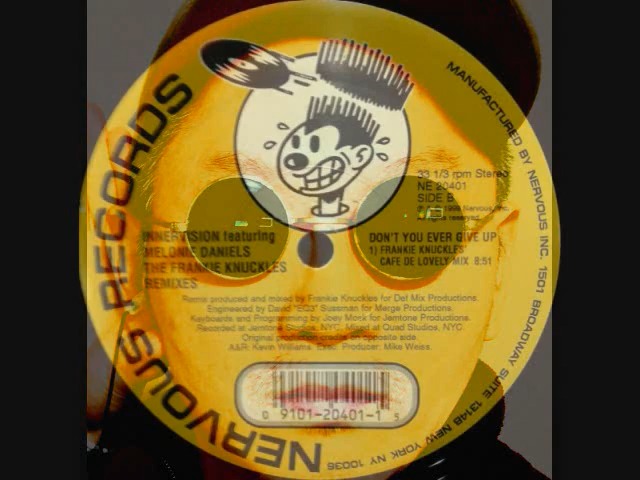 NERVOUS RECORDS
MANUFACTURED BY NERVOUS INC. 1501 BROADWAY SUITE 1314B NEW YORK NY 10036
33 1/3 rpm Stereo
NE 20401
SIDE B
INNERVISION featuring
MELONIE DANIELS
THE FRANKIE KNUCKLES
REMIXES
DON'T YOU EVER GIVE UP
1) FRANKIE KNUCKLES
CAFE DE LOVELY MIX 8:51
Remix produced and mixed by Frankie Knuckles for Def Mix Productions.
Engineered by David "EQ3" Sussman for Merge Productions.
Keyboards and Programming by Joey Mosk for Jemtone Productions.
Recorded at Jemtone Studios, NYC. Mixed at Quad Studios, NYC.
Original production credits on opposite side.
A&R: Kevin Williams. Exec. Producer: Mike Weiss.
0 9101-20401-1 5